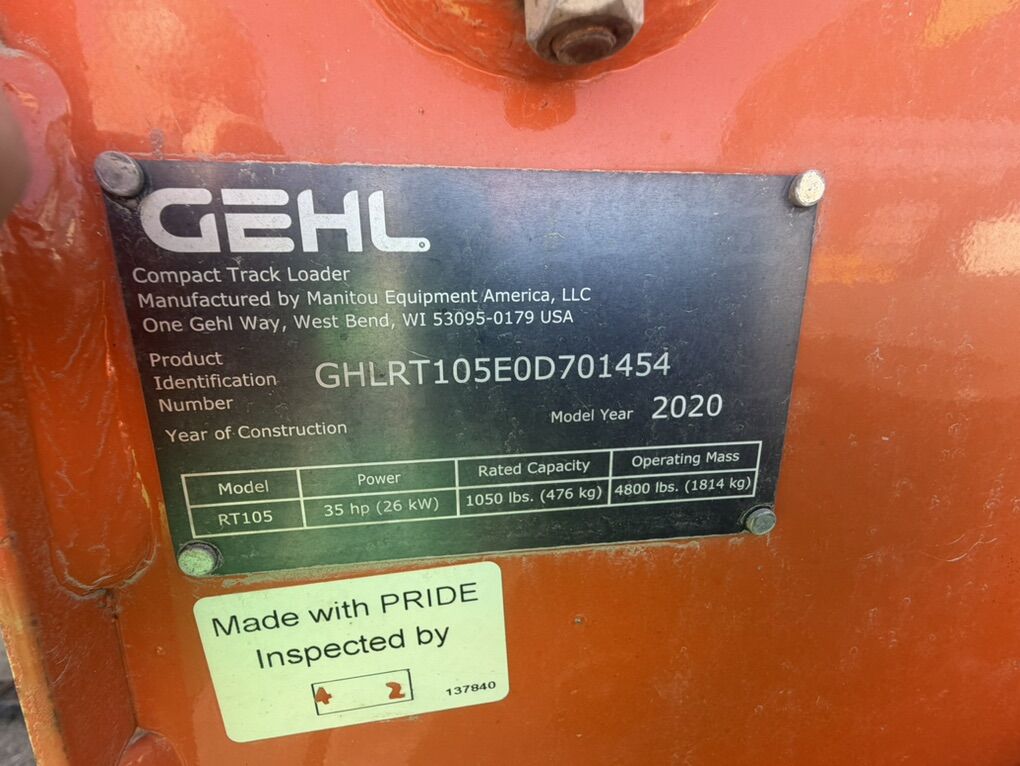 GEHL
Compact Track Loader
Manufactured by Manitou Equipment America, LLC
One Gehl Way, West Bend, WI 53095-0179 USA
Product
Identification
Number
GHLRT105E0D701454
Year of Construction
Model Year 2020
Model Power Rated Capacity Operating Mass
RT105 35 hp (26 kW) 1050 lbs. (476 kg) 4800 lbs. (1814 kg)
Made with PRIDE
Inspected by
4 2
137840